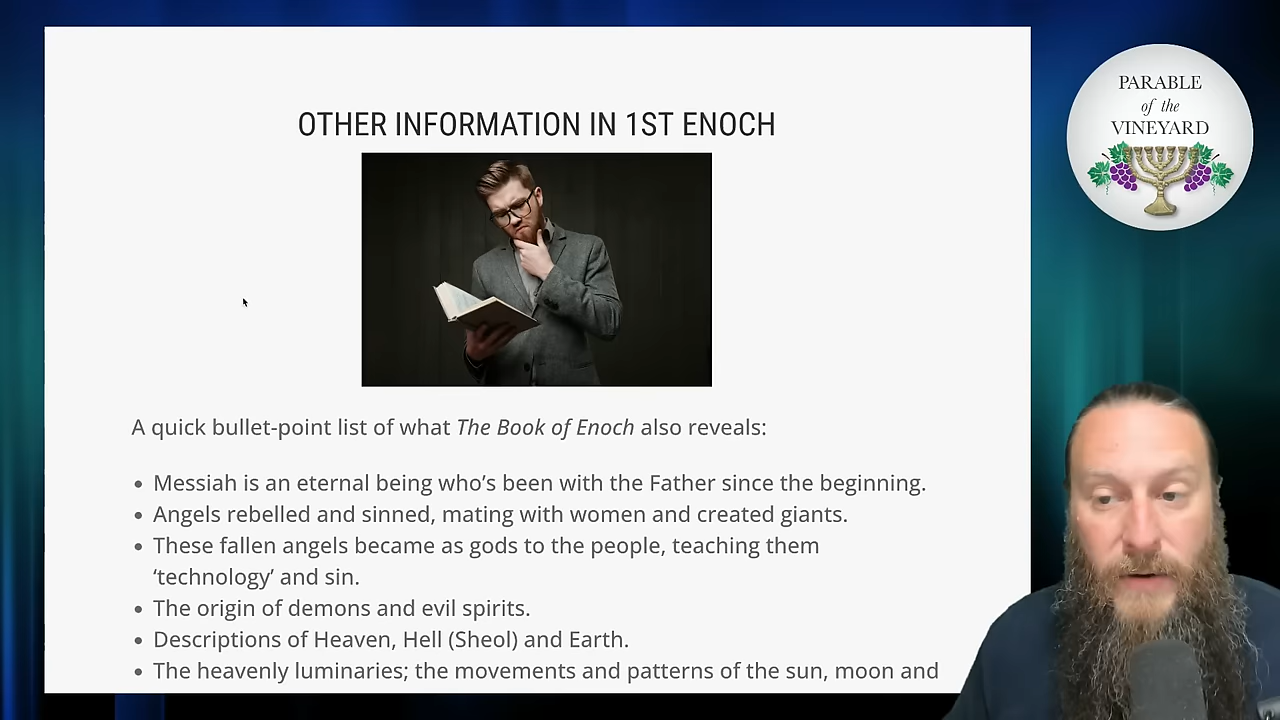 OTHER INFORMATION IN 1ST ENOCH
A quick bullet-point list of what The Book of Enoch also reveals:
• Messiah is an eternal being who’s been with the Father since the beginning.
• Angels rebelled and sinned, mating with women and created giants.
• These fallen angels became as gods to the people, teaching them
‘technology’ and sin.
• The origin of demons and evil spirits.
• Descriptions of Heaven, Hell (Sheol) and Earth.
• The heavenly luminaries; the movements and patterns of the sun, moon and
PARABLE
of the
VINEYARD